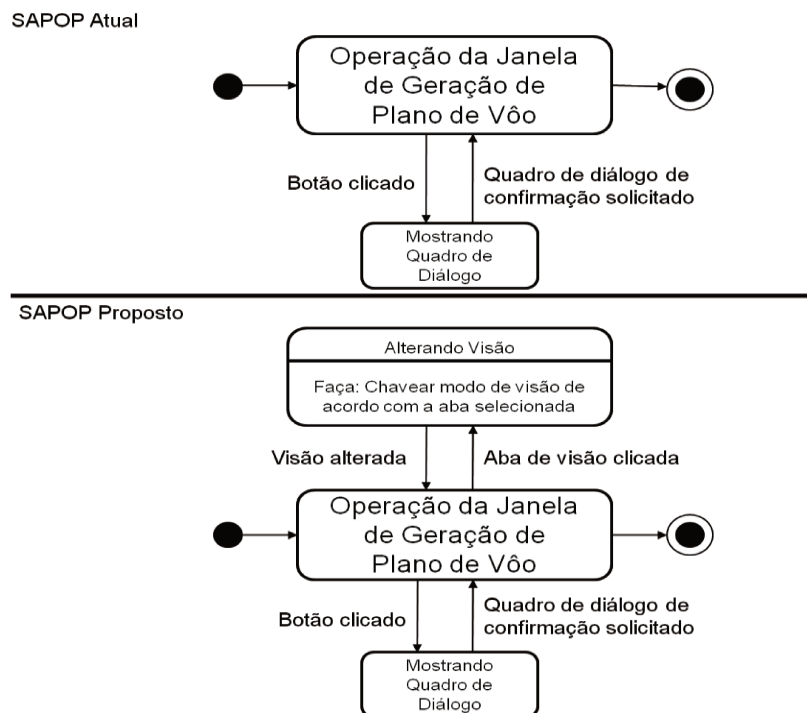 SAPOP Atual
Operação da Janela
de Geração de
Plano de Vôo
Botão clicado
Quadro de diálogo de
confirmação solicitado
Mostrando
Quadro de
Diálogo
SAPOP Proposto
Alterando Visão
Faça: Chavear modo de visão de
acordo com a aba selecionada
Visão alterada
Aba de visão clicada
Operação da Janela
de Geração de
Plano de Vôo
Botão clicado
Quadro de diálogo de
confirmação solicitado
Mostrando
Quadro de
Diálogo